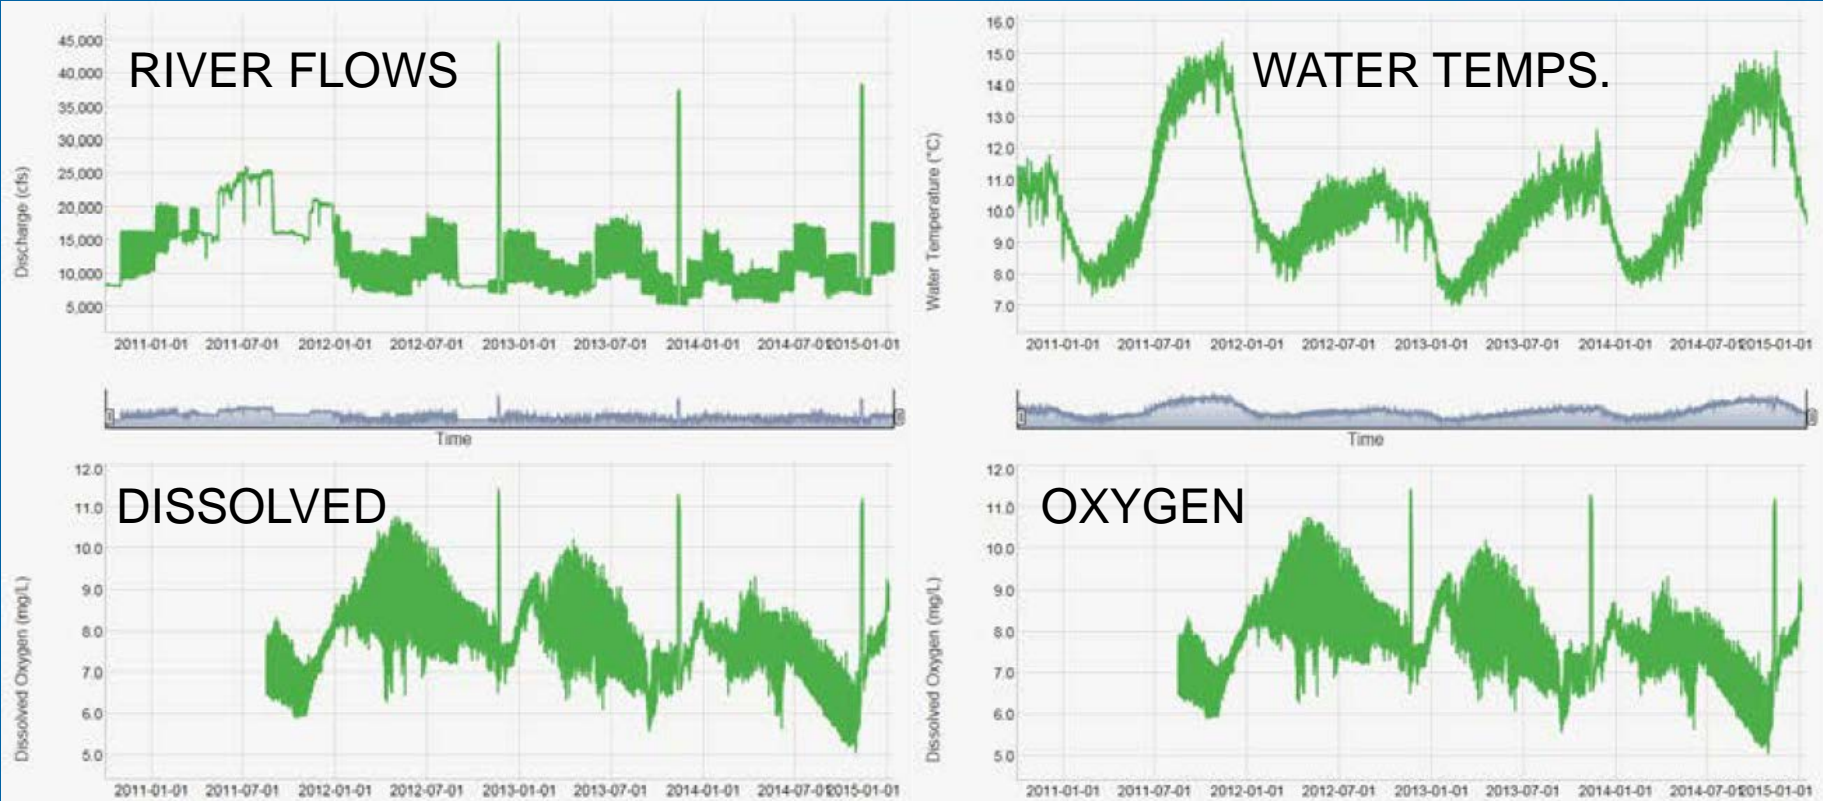 RIVER FLOWS
Discharge (cfs)
45,000
40,000
35,000
30,000
25,000
20,000
15,000
10,000
5,000
2011-01-01 2011-07-01 2012-01-01 2012-07-01 2013-01-01 2013-07-01 2014-01-01 2014-07-01 2015-01-01
Time
WATER TEMPS.
Water Temperature (°C)
16.0
15.0
14.0
13.0
12.0
11.0
10.0
9.0
8.0
7.0
2011-01-01 2011-07-01 2012-01-01 2012-07-01 2013-01-01 2013-07-01 2014-01-01 2014-07-01 2015-01-01
Time
DISSOLVED
Dissolved Oxygen (mg/L)
12.0
11.0
10.0
9.0
8.0
7.0
6.0
5.0
2011-01-01 2011-07-01 2012-01-01 2012-07-01 2013-01-01 2013-07-01 2014-01-01 2014-07-01 2015-01-01
OXYGEN
Dissolved Oxygen (mg/L)
12.0
11.0
10.0
9.0
8.0
7.0
6.0
5.0
2011-01-01 2011-07-01 2012-01-01 2012-07-01 2013-01-01 2013-07-01 2014-01-01 2014-07-01 2015-01-01